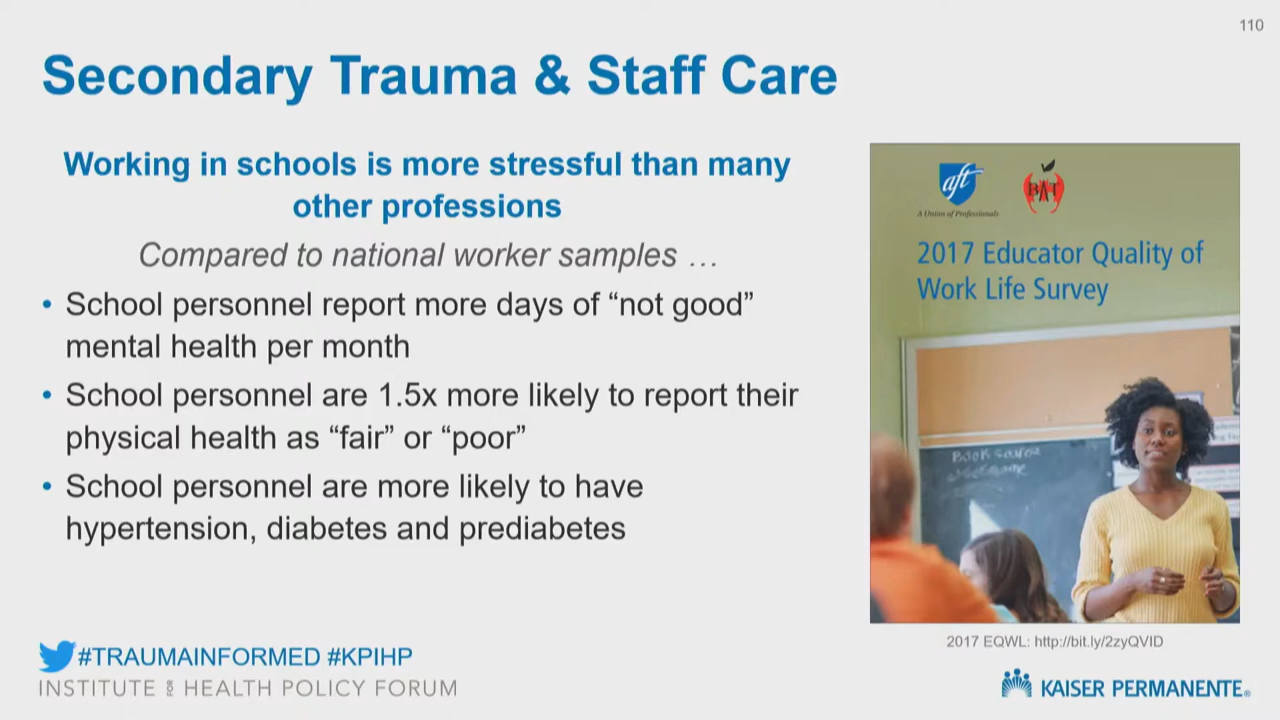 110
Secondary Trauma & Staff Care
Working in schools is more stressful than many
other professions
Compared to national worker samples …
• School personnel report more days of “not good”
mental health per month
• School personnel are 1.5x more likely to report their
physical health as “fair” or “poor”
• School personnel are more likely to have
hypertension, diabetes and prediabetes
aft
A Union of Professionals
BAT
2017 Educator Quality of
Work Life Survey
2017 EQWL: http://bit.ly/2zyQVID
#TRAUMAINFORMED #KPIHP
INSTITUTE FOR HEALTH POLICY FORUM
KAISER PERMANENTE®